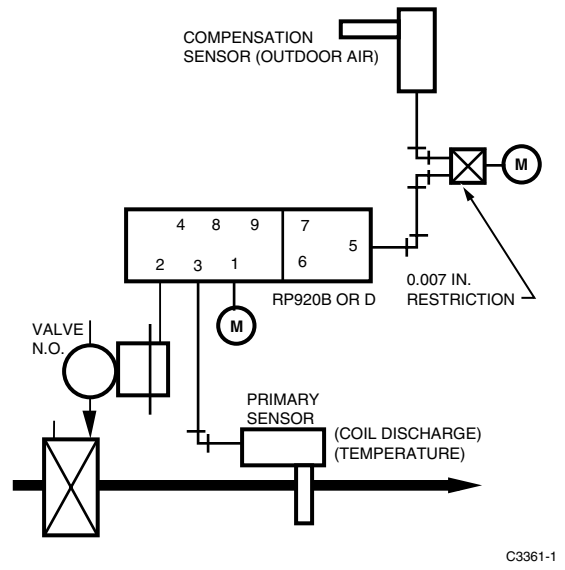 COMPENSATION
SENSOR (OUTDOOR AIR)
M
4 8 9 7
5
2 3 1 6
RP920B OR D
0.007 IN.
RESTRICTION
M
VALVE
N.O.
PRIMARY
SENSOR
(COIL DISCHARGE)
(TEMPERATURE)
C3361-1